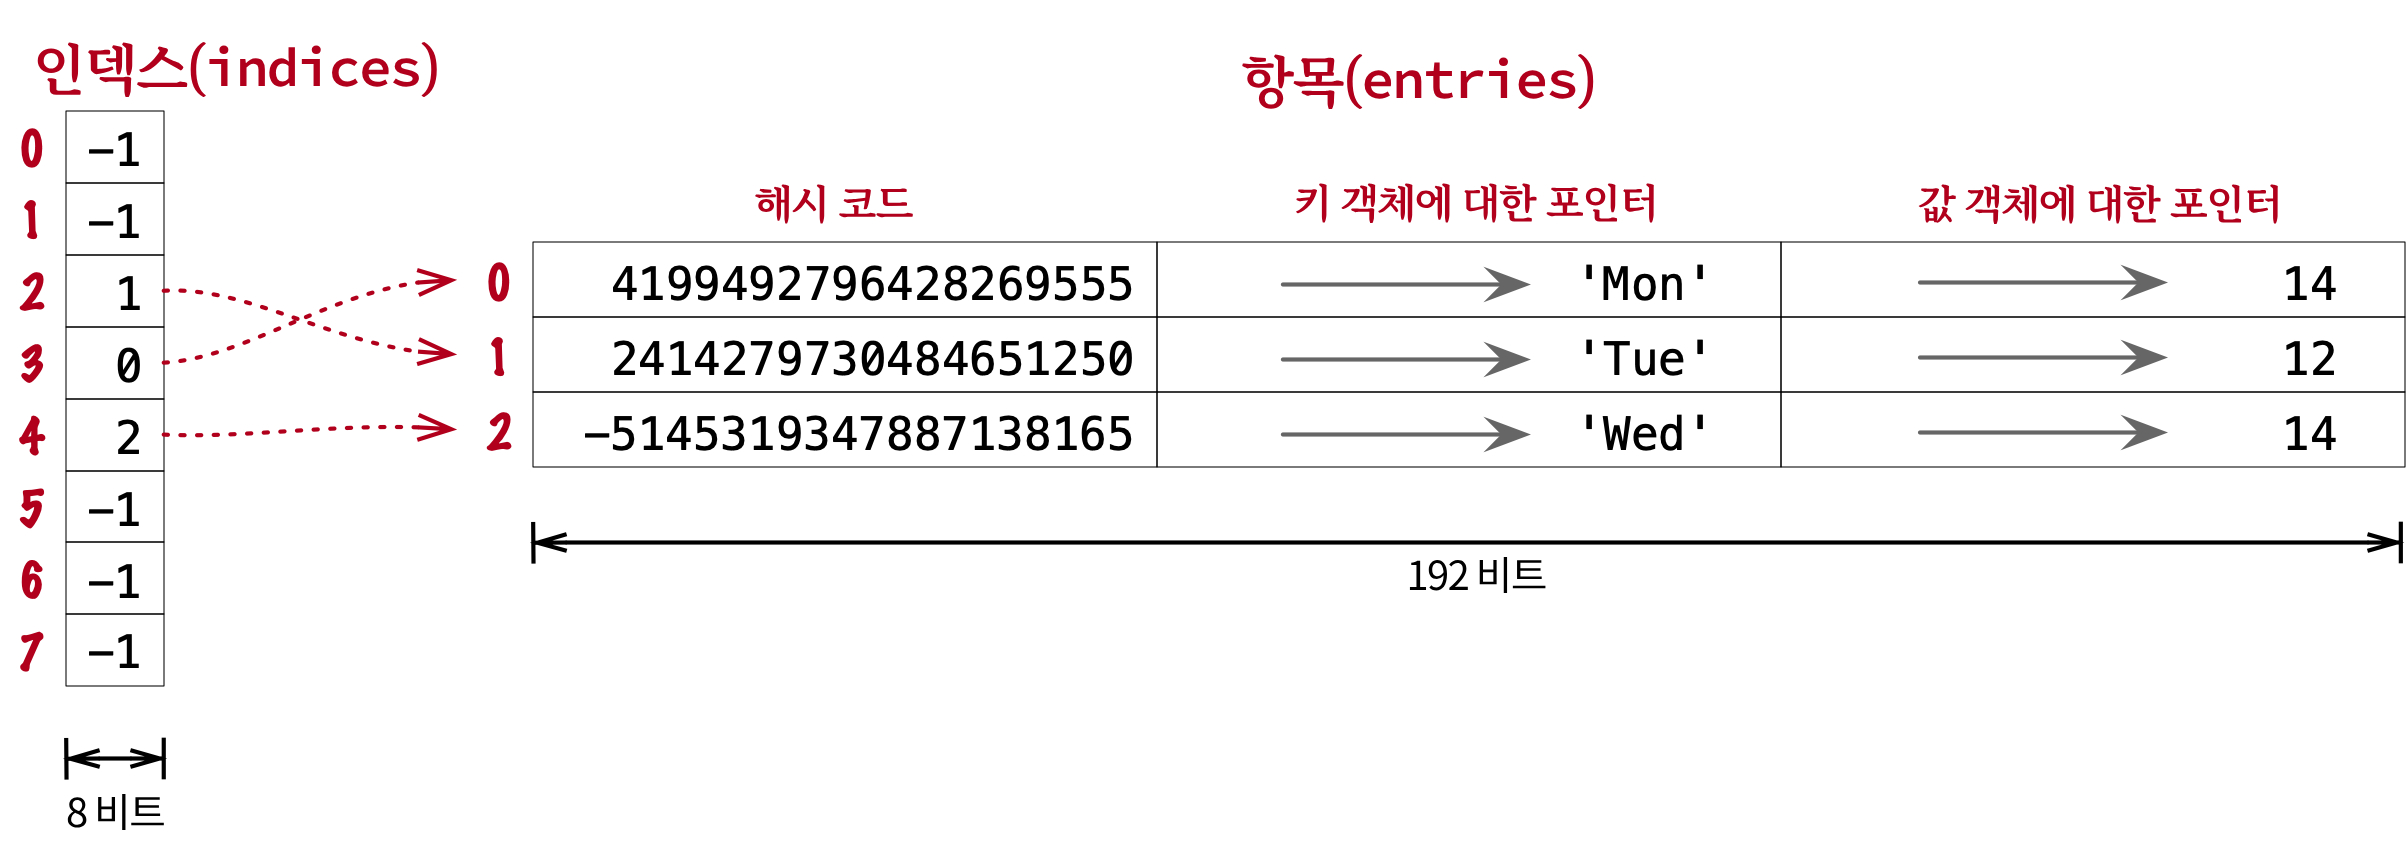 인덱스(indices)
항목(entries)
해시 코드 키 객체에 대한 포인터 값 객체에 대한 포인터
0 -1
1 -1
2 1
3 0
4 2
5 -1
6 -1
7 -1
0 4199492796428269555 'Mon' 14
1 2414279730484651250 'Tue' 12
2 -5145319347887138165 'Wed' 14
192 비트
8 비트